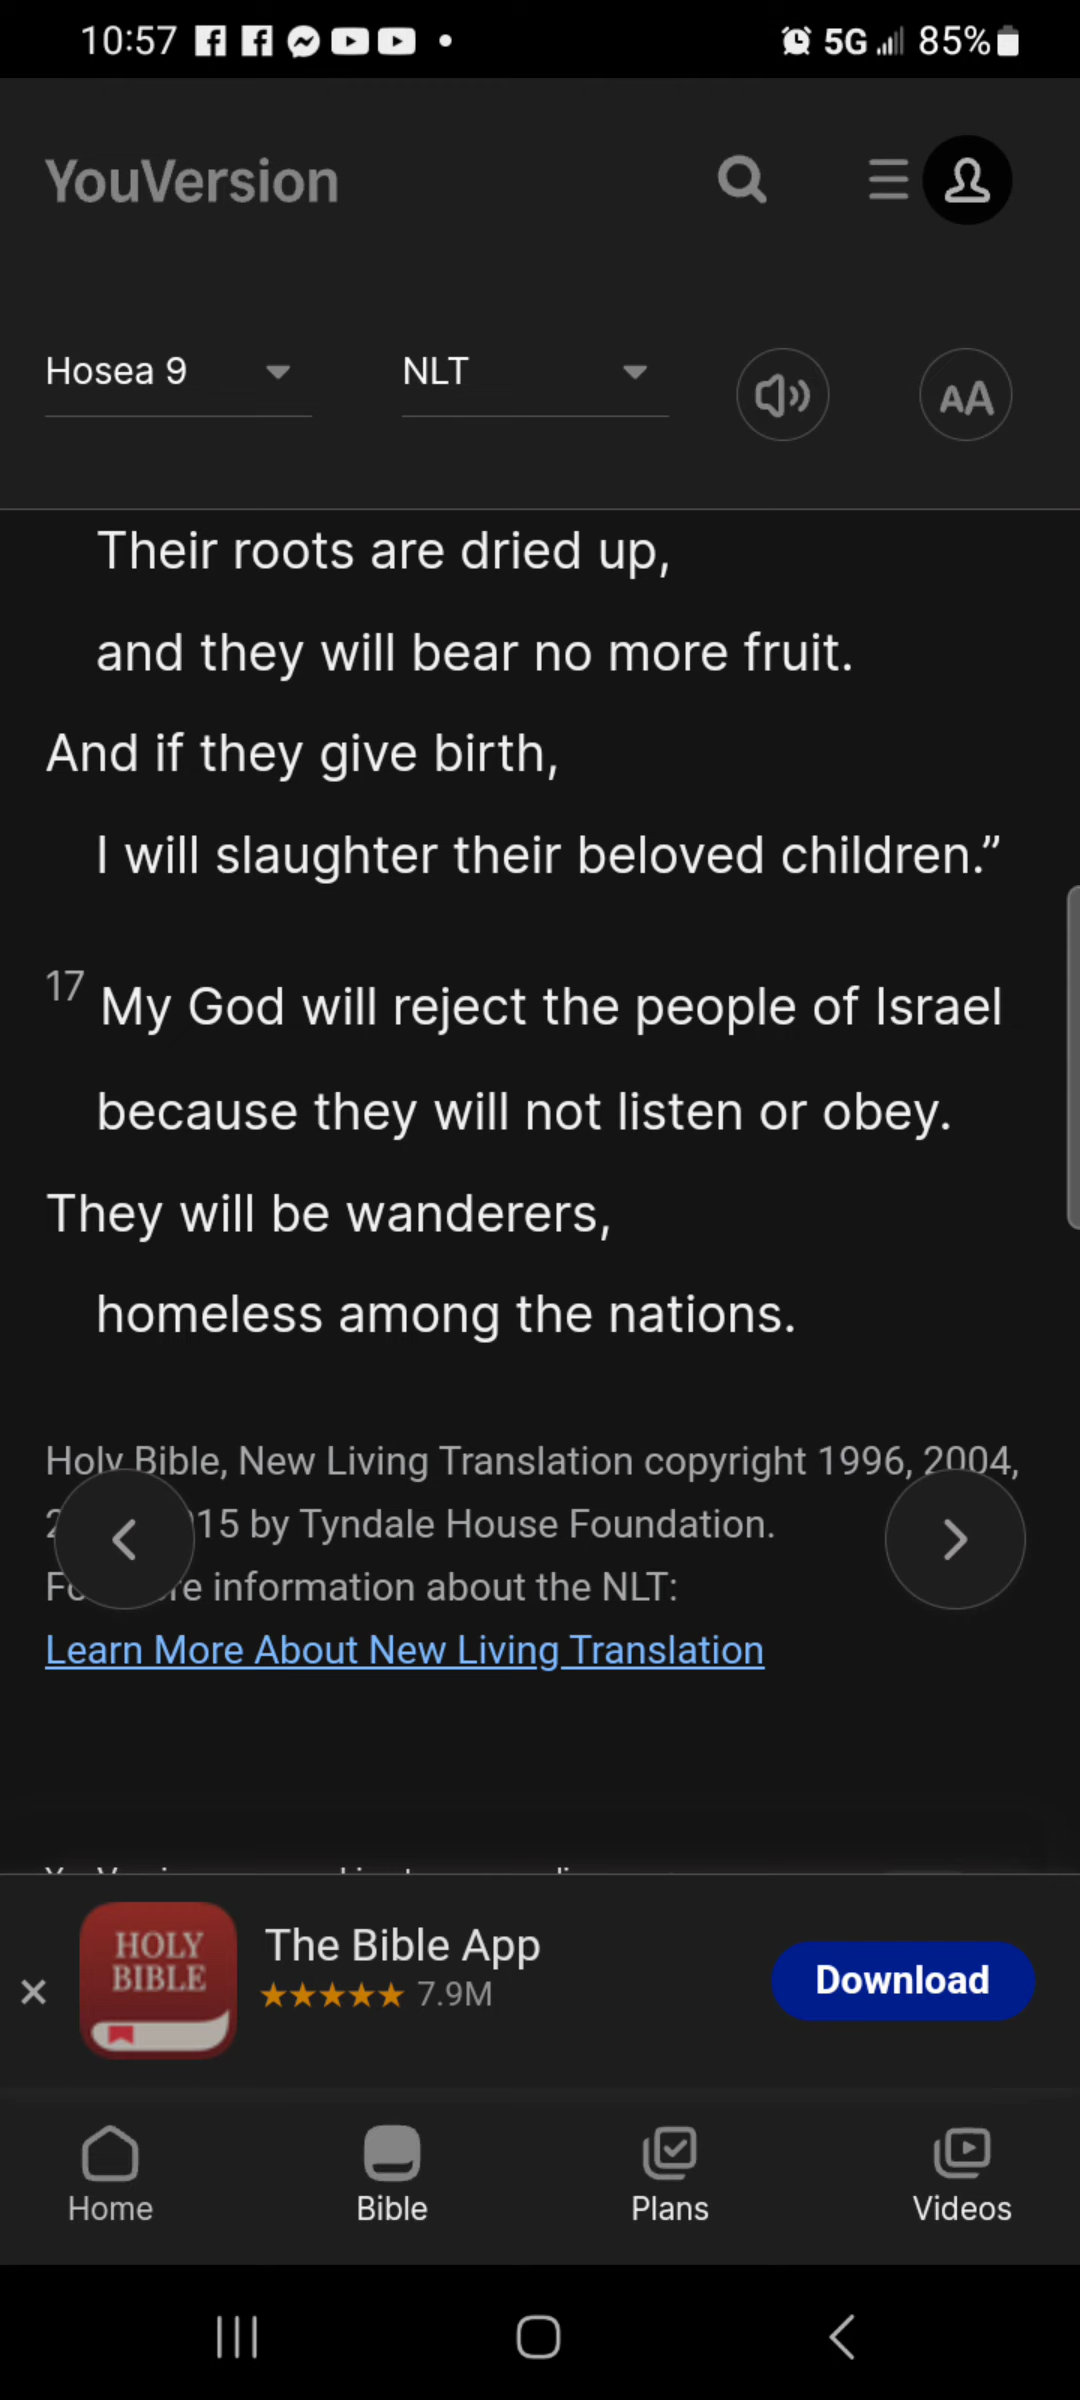 10:57 5G 85%
YouVersion
Hosea 9 NLT AA
Their roots are dried up,
and they will bear no more fruit.
And if they give birth,
I will slaughter their beloved children.”
17 My God will reject the people of Israel
because they will not listen or obey.
They will be wanderers,
homeless among the nations.
Holy Bible, New Living Translation copyright 1996, 2004,
15 by Tyndale House Foundation.
information about the NLT:
Learn More About New Living Translation
HOLY
BIBLE
The Bible App
7.9M
Download
Home Bible Plans Videos